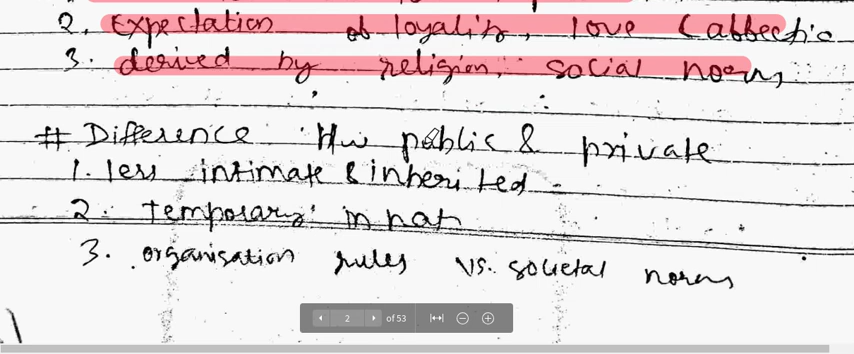 2. Expectation of loyality, love (affectio
3. derived by religion, social norms
# Difference b/w public & private
1. less intimate & inherited
2. temporary in nat
3. organisation rules vs. societal norms
2 of 53